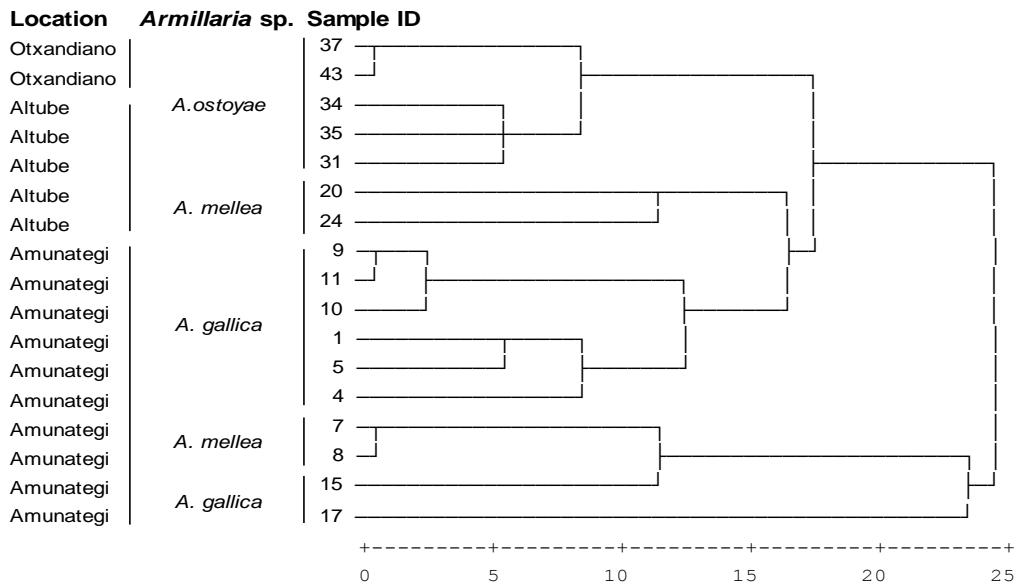 Location Armillaria sp. Sample ID
Otxandiano 37
Otxandiano 43
Altube A.ostoyae 34
Altube 35
Altube 31
Altube 20
A. mellea
Altube 24
Amunategi 9
Amunategi 11
Amunategi 10
A. gallica
Amunategi 1
Amunategi 5
Amunategi 4
Amunategi 7
A. mellea
Amunategi 8
Amunategi 15
A. gallica
Amunategi 17
0 5 10 15 20 25